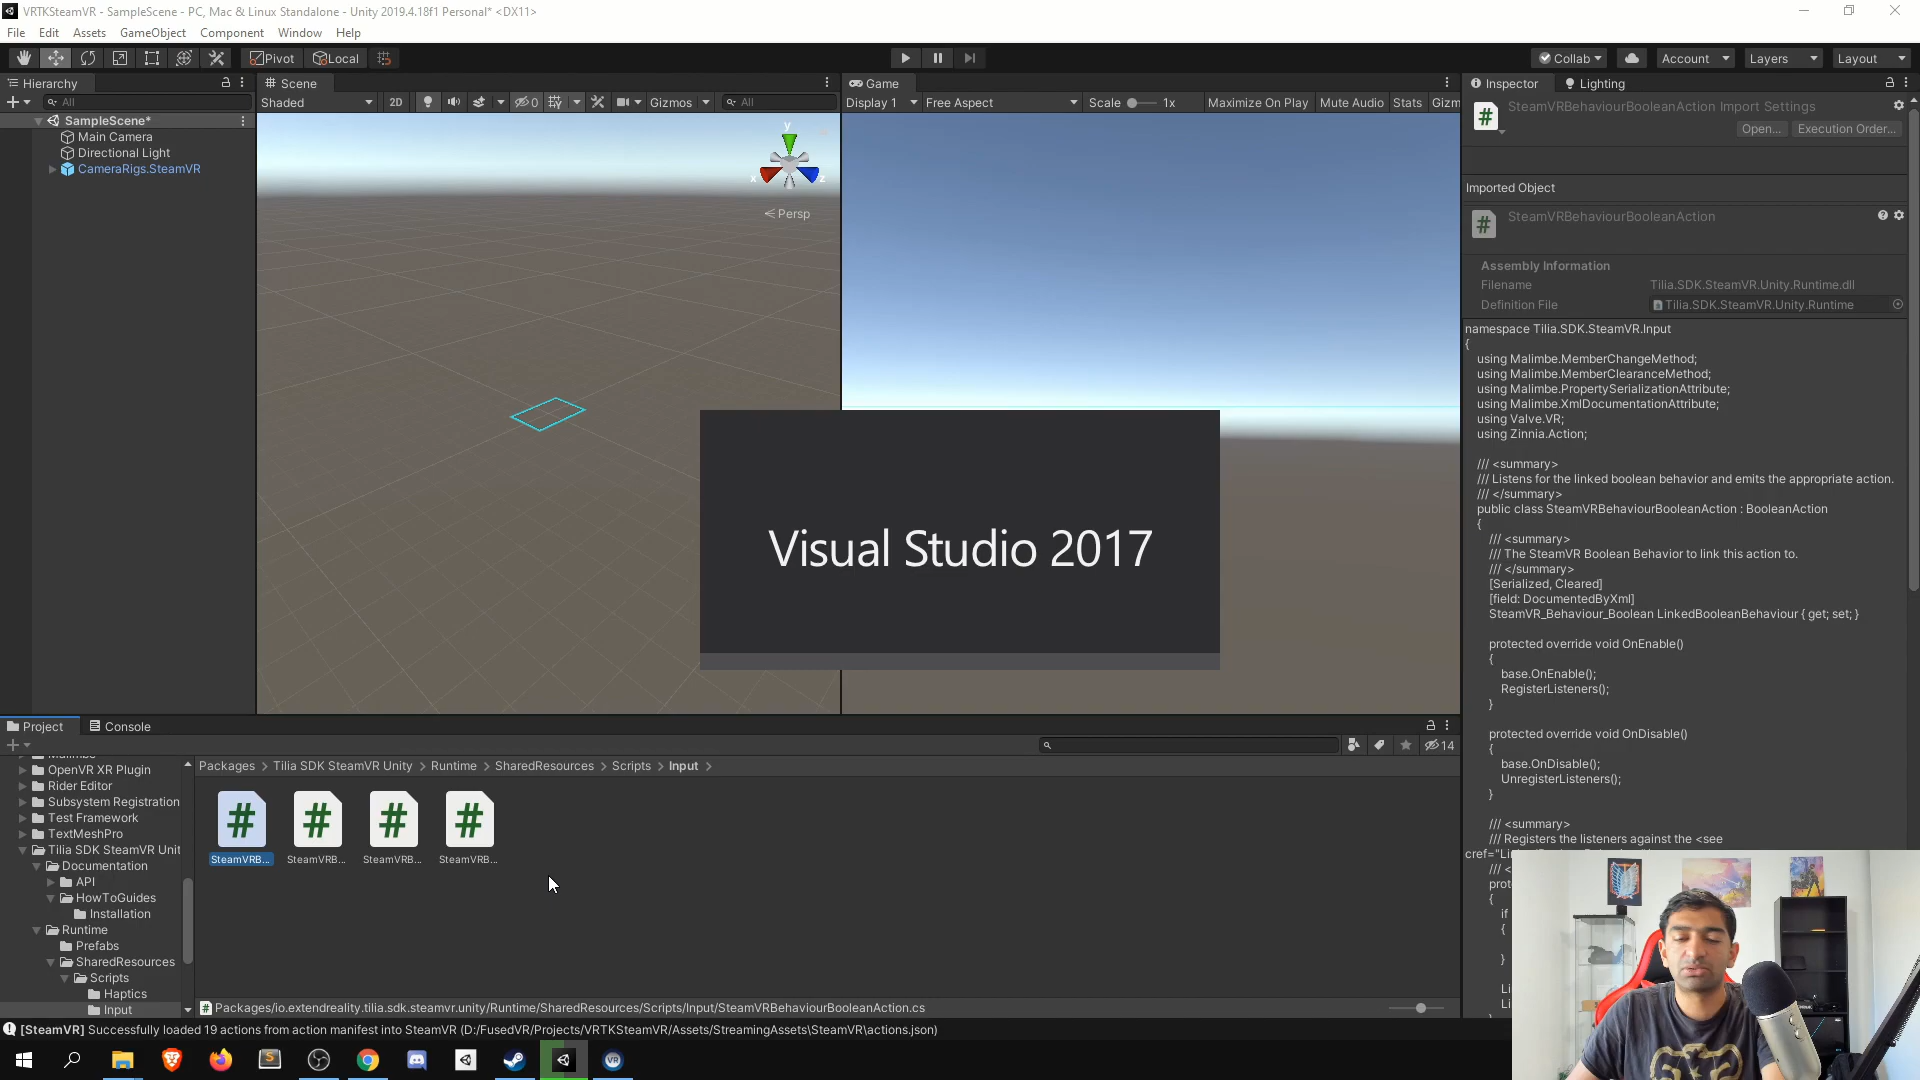 VRTKSteamVR - SampleScene - PC, Mac & Linux Standalone - Unity 2019.4.18f1 Personal* <DX11>
File Edit Assets GameObject Component Window Help
Pivot Local Collab Account Layers Layout
Hierarchy
All
SampleScene*
Main Camera
Directional Light
CameraRigs.SteamVR
Scene
Shaded 2D 0 Gizmos All
y
x z
Persp
Game
Display 1 Free Aspect Scale 1x Maximize On Play Mute Audio Stats Gizm
Visual Studio 2017
Inspector Lighting
SteamVRBehaviourBooleanAction Import Settings
Open... Execution Order...
Imported Object
SteamVRBehaviourBooleanAction
Assembly Information
Filename Tilia.SDK.SteamVR.Unity.Runtime.dll
Definition File Tilia.SDK.SteamVR.Unity.Runtime
namespace Tilia.SDK.SteamVR.Input
{
using Malimbe.MemberChangeMethod;
using Malimbe.MemberClearanceMethod;
using Malimbe.PropertySerializationAttribute;
using Malimbe.XmlDocumentationAttribute;
using Valve.VR;
using Zinnia.Action;
/// <summary>
/// Listens for the linked boolean behavior and emits the appropriate action.
/// </summary>
public class SteamVRBehaviourBooleanAction : BooleanAction
{
/// <summary>
/// The SteamVR Boolean Behavior to link this action to.
/// </summary>
[Serialized, Cleared]
[field: DocumentedByXml]
SteamVR_Behaviour_Boolean LinkedBooleanBehaviour { get; set; }
protected override void OnEnable()
{
base.OnEnable();
RegisterListeners();
}
protected override void OnDisable()
{
base.OnDisable();
UnregisterListeners();
}
/// <summary>
/// Registers the listeners against the <see
{
if
{
}
Project Console
14
OpenVR XR Plugin
Rider Editor
Subsystem Registration
Test Framework
TextMeshPro
Tilia SDK SteamVR Unit
Documentation
API
HowToGuides
Installation
Runtime
Prefabs
SharedResources
Scripts
Haptics
Input
Packages > Tilia SDK SteamVR Unity > Runtime > SharedResources > Scripts > Input >
SteamVRB... SteamVRB... SteamVRB... SteamVRB...
Packages/io.extendreality.tilia.sdk.steamvr.unity/Runtime/SharedResources/Scripts/Input/SteamVRBehaviourBooleanAction.cs
[SteamVR] Successfully loaded 19 actions from action manifest into SteamVR (D:/FusedVR/Projects/VRTKSteamVR/Assets/StreamingAssets\SteamVR\actions.json)